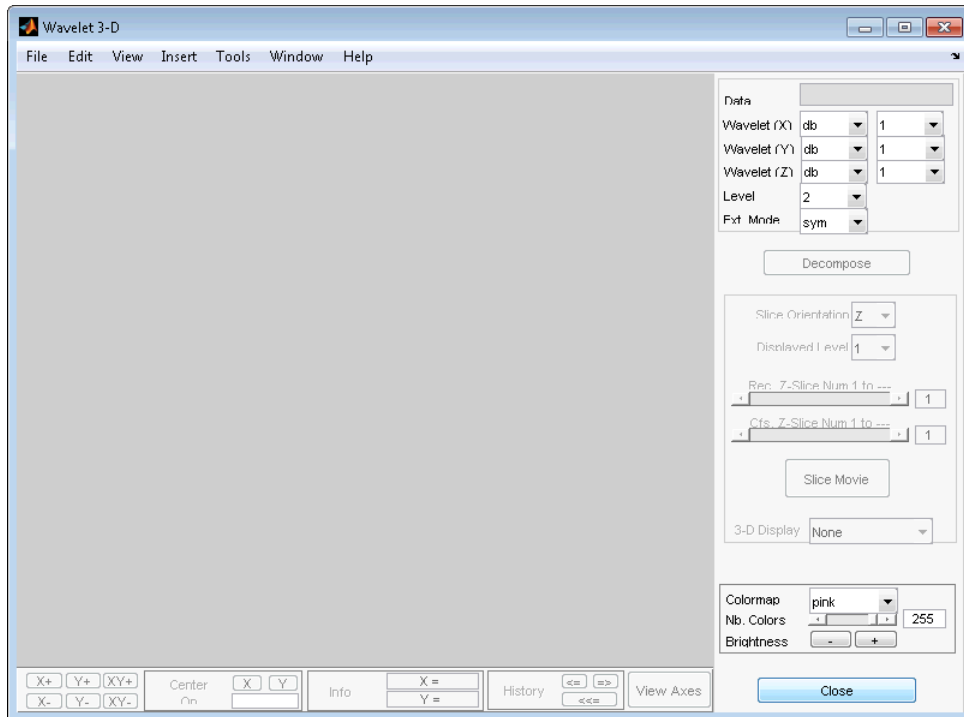 Wavelet 3-D
File Edit View Insert Tools Window Help
Data
Wavelet (X) db 1
Wavelet (Y) db 1
Wavelet (Z) db 1
Level 2
Ext. Mode sym
Decompose
Slice Orientation Z
Displayed Level 1
Rec. Z-Slice Num 1 to ---
1
Cfs. Z-Slice Num 1 to ---
1
Slice Movie
3-D Display None
Colormap pink
Nb. Colors 255
Brightness - +
X+ Y+ XY+ Center X Y Info X = History <= => View Axes Close
X- Y- XY- On Y = <<=